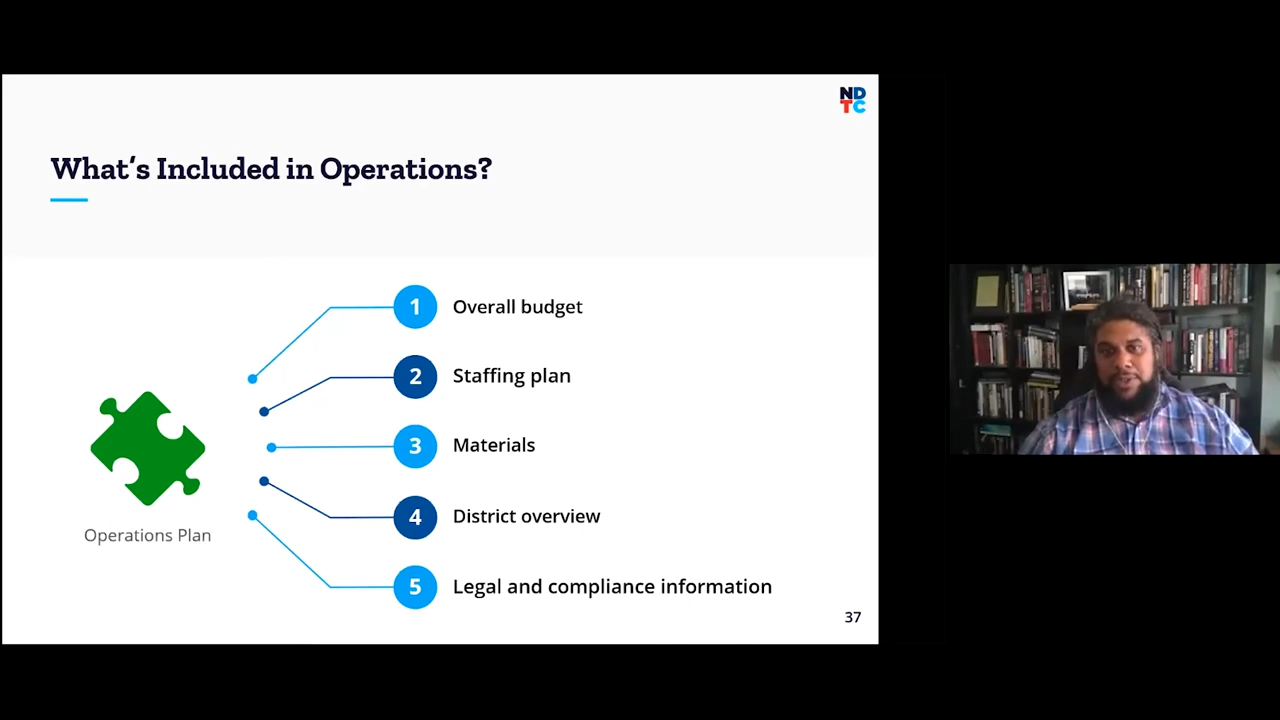 ND
TC
What's Included in Operations?
1 Overall budget
2 Staffing plan
3 Materials
4 District overview
5 Legal and compliance information
Operations Plan
37